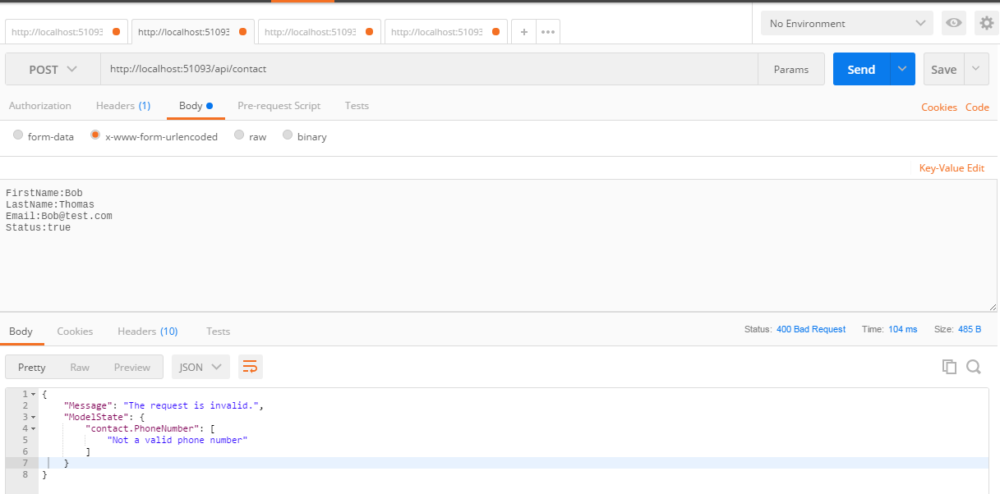 http://localhost:51093 http://localhost:51093 http://localhost:51093 http://localhost:51093 + ••• No Environment
POST http://localhost:51093/api/contact Params Send Save
Authorization Headers (1) Body Pre-request Script Tests Cookies Code
form-data x-www-form-urlencoded raw binary
Key-Value Edit
FirstName:Bob
LastName:Thomas
Email:Bob@test.com
Status:true
Body Cookies Headers (10) Tests Status: 400 Bad Request Time: 104 ms Size: 485 B
Pretty Raw Preview JSON
1 {
2 "Message": "The request is invalid.",
3 "ModelState": {
4 "contact.PhoneNumber": [
5 "Not a valid phone number"
6 ]
7 }
8 }